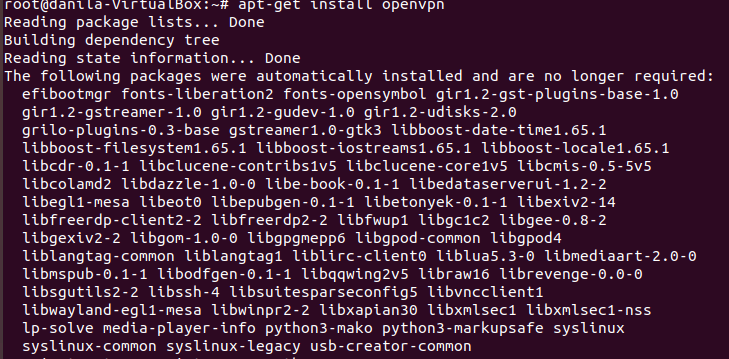 root@danila-VirtualBox:~# apt-get install openvpn
Reading package lists... Done
Building dependency tree
Reading state information... Done
The following packages were automatically installed and are no longer required:
  efibootmgr fonts-liberation2 fonts-opensymbol gir1.2-gst-plugins-base-1.0
  gir1.2-gstreamer-1.0 gir1.2-gudev-1.0 gir1.2-udisks-2.0
  grilo-plugins-0.3-base gstreamer1.0-gtk3 libboost-date-time1.65.1
  libboost-filesystem1.65.1 libboost-iostreams1.65.1 libboost-locale1.65.1
  libcdr-0.1-1 libclucene-contribs1v5 libclucene-core1v5 libcmis-0.5-5v5
  libcolamd2 libdazzle-1.0-0 libe-book-0.1-1 libedataserverui-1.2-2
  libegl1-mesa libeot0 libepubgen-0.1-1 libetonyek-0.1-1 libexiv2-14
  libfreerdp-client2-2 libfreerdp2-2 libfwup1 libgc1c2 libgee-0.8-2
  libgexiv2-2 libgom-1.0-0 libgpgmepp6 libgpod-common libgpod4
  liblangtag-common liblangtag1 liblirc-client0 liblua5.3-0 libmediaart-2.0-0
  libmspub-0.1-1 libodfgen-0.1-1 libqqwing2v5 libraw16 librevenge-0.0-0
  libsgutils2-2 libssh-4 libsuitesparseconfig5 libvncclient1
  libwayland-egl1-mesa libwinpr2-2 libxapian30 libxmlsec1 libxmlsec1-nss
  lp-solve media-player-info python3-mako python3-markupsafe syslinux
  syslinux-common syslinux-legacy usb-creator-common